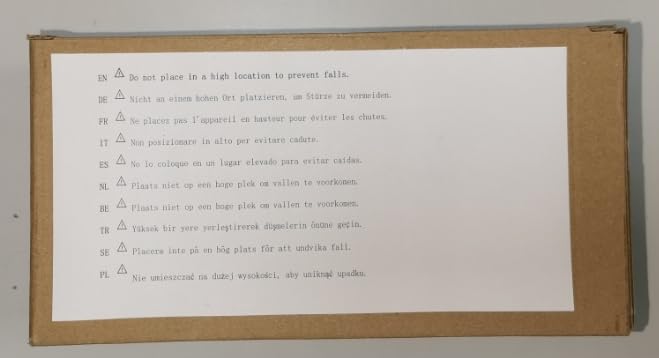 EN ⚠ Do not place in a high location to prevent falls.
DE ⚠ Nicht an einem hohen Ort platzieren, um Stürze zu vermeiden.
FR ⚠ Ne placez pas l'appareil en hauteur pour éviter les chutes.
IT ⚠ Non posizionare in alto per evitare cadute.
ES ⚠ No lo coloque en un lugar elevado para evitar caídas.
NL ⚠ Plaats niet op een hoge plek om vallen te voorkomen.
BE ⚠ Plaats niet op een hoge plek om vallen te voorkomen.
TR ⚠ Yüksek bir yere yerleştirerek düşmelerin önüne geçin.
SE ⚠ Placera inte på en hög plats för att undvika fall.
PL ⚠ Nie umieszczać na dużej wysokości, aby uniknąć upadku.